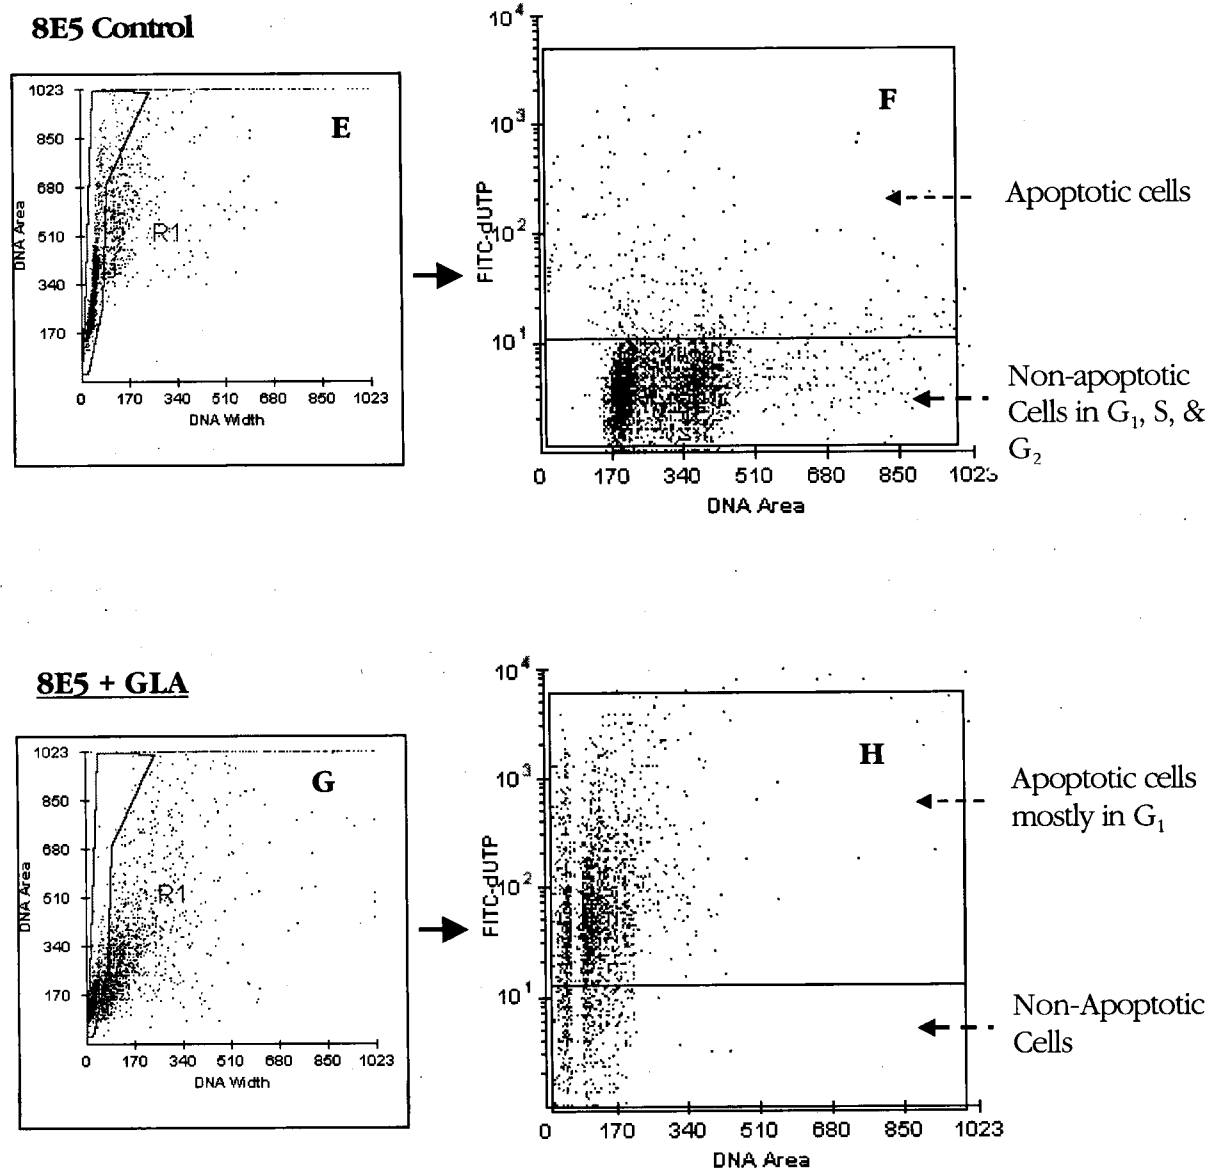 8E5 Control
E
1023
850
680
510
340
170
DNA Area
R1
0 170 340 510 680 850 1023
DNA Width
F
10⁴
10³
10²
10¹
FITC-dUTP
0 170 340 510 680 850 1023
DNA Area
Apoptotic cells
Non-apoptotic
Cells in G₁, S, &
G₂
8E5 + GLA
G
1023
850
680
510
340
170
DNA Area
R1
0 170 340 510 680 850 1023
DNA Width
H
10⁴
10³
10²
10¹
FITC-dUTP
0 170 340 510 680 850 1023
DNA Area
Apoptotic cells
mostly in G₁
Non-Apoptotic
Cells